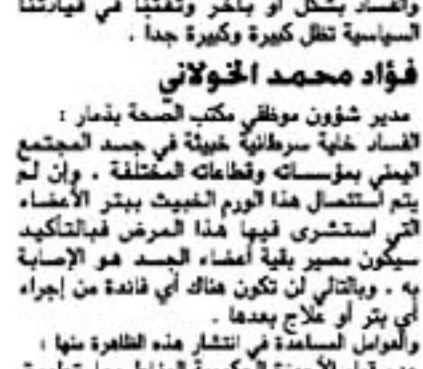 والفساد بشكل أو بآخر وثقتنا في قيادتنا
السياسية تظل كبيرة وكبيرة جدا .
فؤاد محمد الخولاني
مدير شؤون موظفي مكتب الصحة بذمار :
الفساد خلية سرطانية خبيثة في جسد المجتمع
اليمني بمؤسساته وقطاعاته المختلفة . وإن لم
يتم استئصال هذا الورم الخبيث ببتر الأعضاء
التي استشرى فيها هذا المرض فبالتأكيد
سيكون مصير بقية أعضاء الجسد هو الإصابة
به . وبالتالي لن تكون هناك أي فائدة من إجراء
أي بتر أو علاج بعدها .
والعوامل المساعدة في انتشار هذه الظاهرة منها :